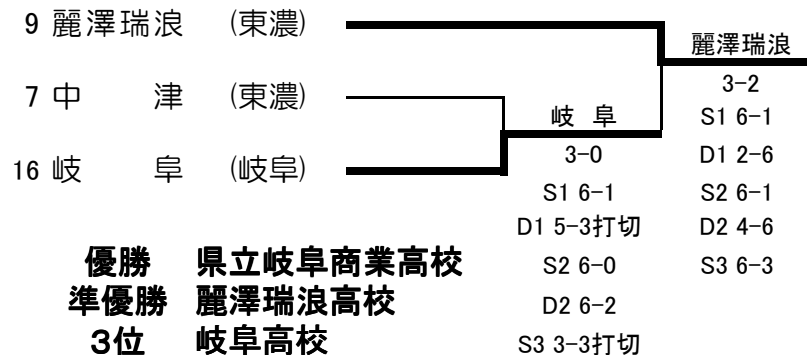 9 麗澤瑞浪 (東濃)
麗澤瑞浪
3-2
7 中 津 (東濃)
S1 6-1
岐 阜
D1 2-6
3-0
16 岐 阜 (岐阜)
S2 6-1
S1 6-1
D2 4-6
D1 5-3打切
S3 6-3
S2 6-0
D2 6-2
S3 3-3打切
優勝 県立岐阜商業高校
準優勝 麗澤瑞浪高校
3位 岐阜高校